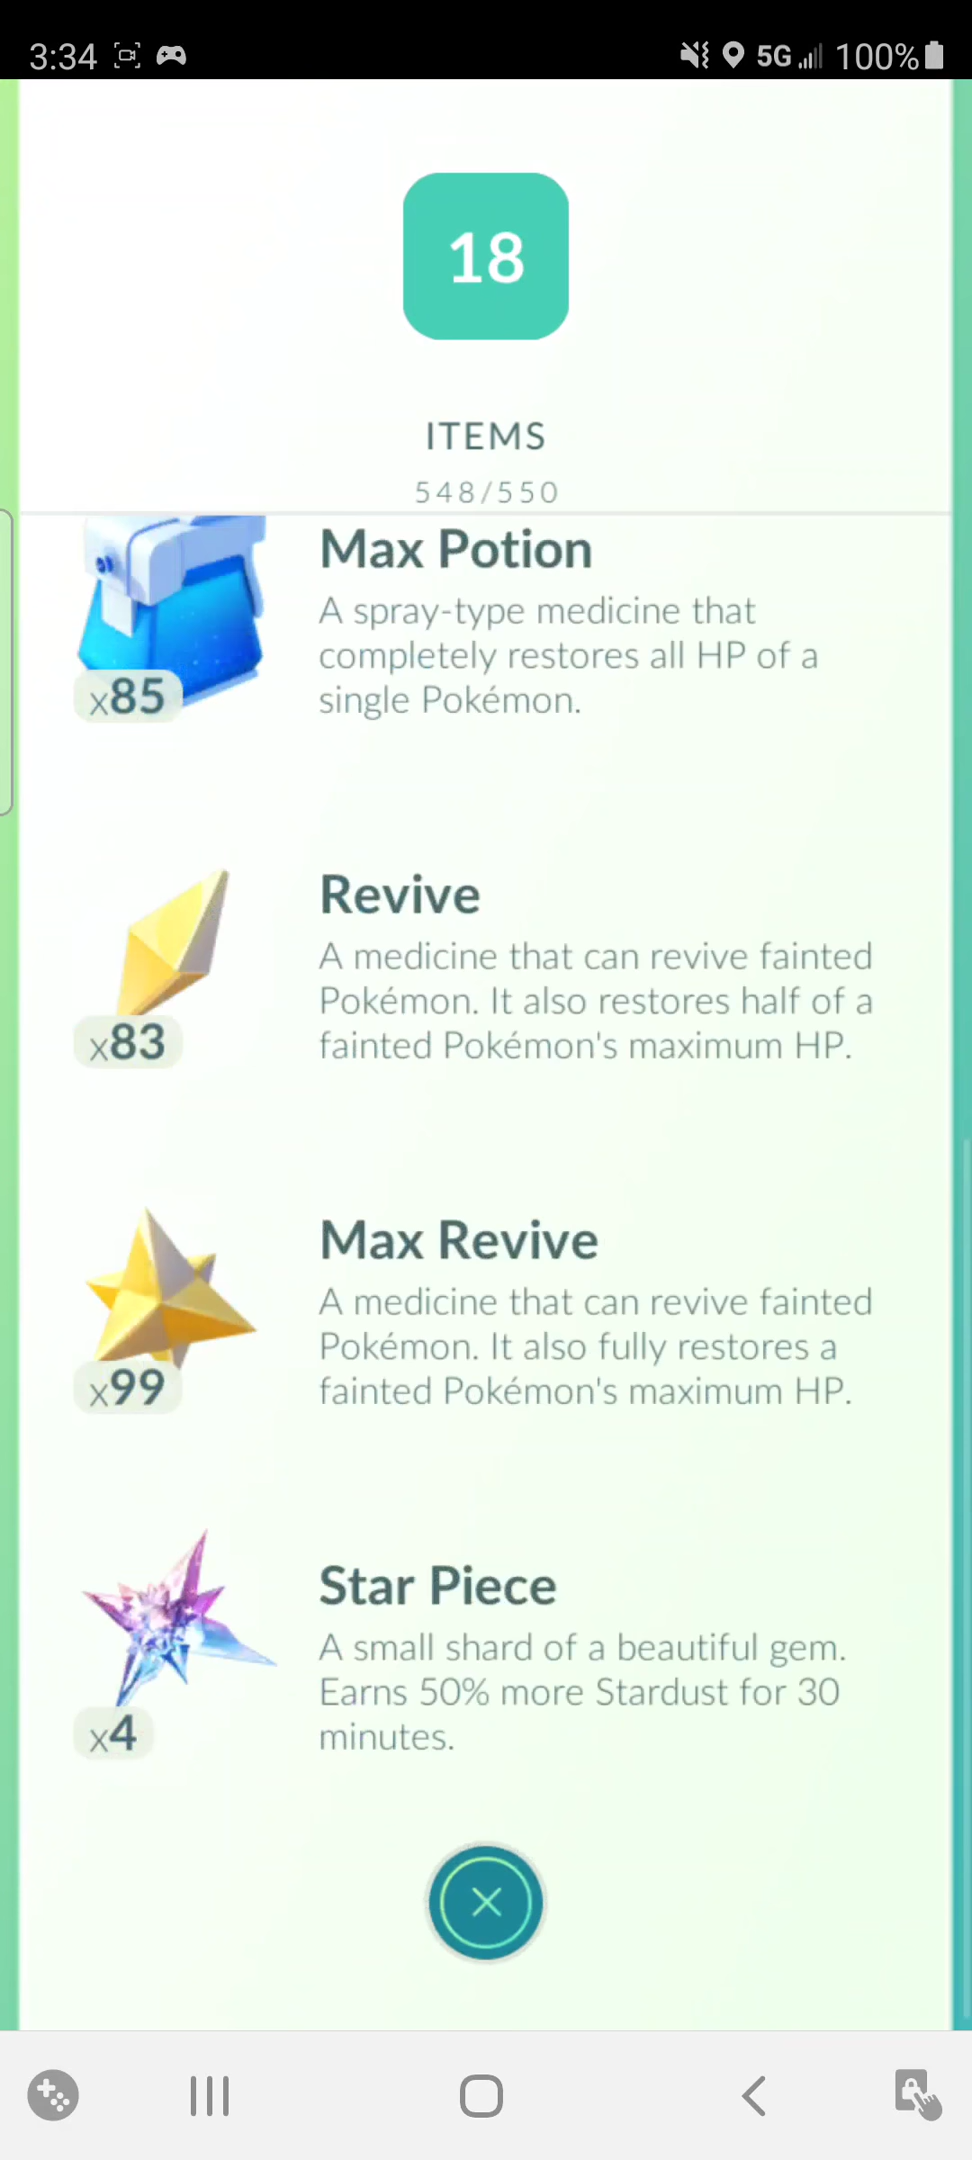 3:34 5G 100%
18
ITEMS
548/550
Max Potion
A spray-type medicine that
completely restores all HP of a
single Pokémon.
x85
Revive
A medicine that can revive fainted
Pokémon. It also restores half of a
fainted Pokémon's maximum HP.
x83
Max Revive
A medicine that can revive fainted
Pokémon. It also fully restores a
fainted Pokémon's maximum HP.
x99
Star Piece
A small shard of a beautiful gem.
Earns 50% more Stardust for 30
minutes.
x4